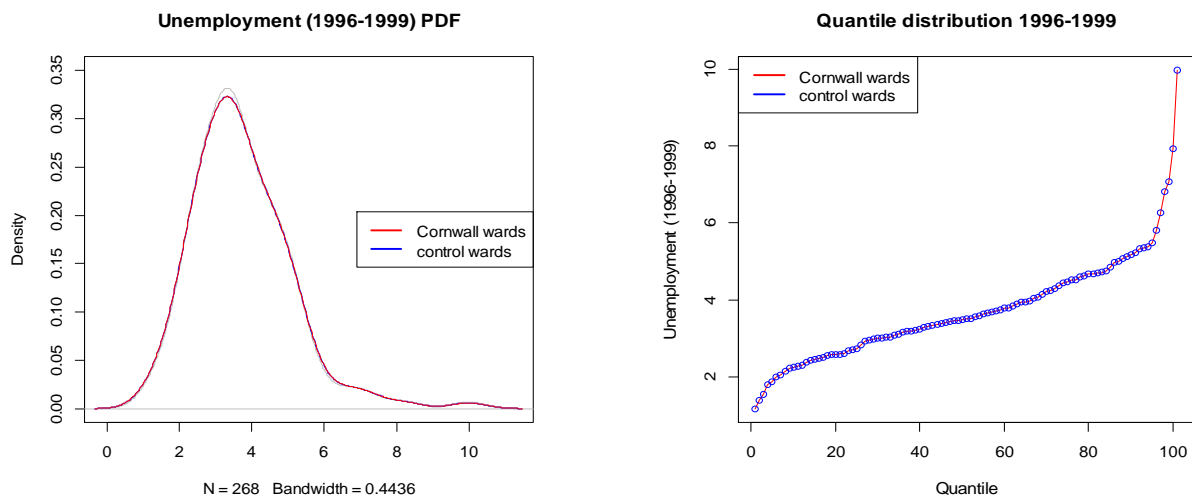 Unemployment (1996-1999) PDF
Density
0.00
0.05
0.10
0.15
0.20
0.25
0.30
0.35
Cornwall wards
control wards
0 2 4 6 8 10
N = 268 Bandwidth = 0.4436
Quantile distribution 1996-1999
Unemployment (1996-1999)
10
8
6
4
2
Cornwall wards
control wards
0 20 40 60 80 100
Quantile